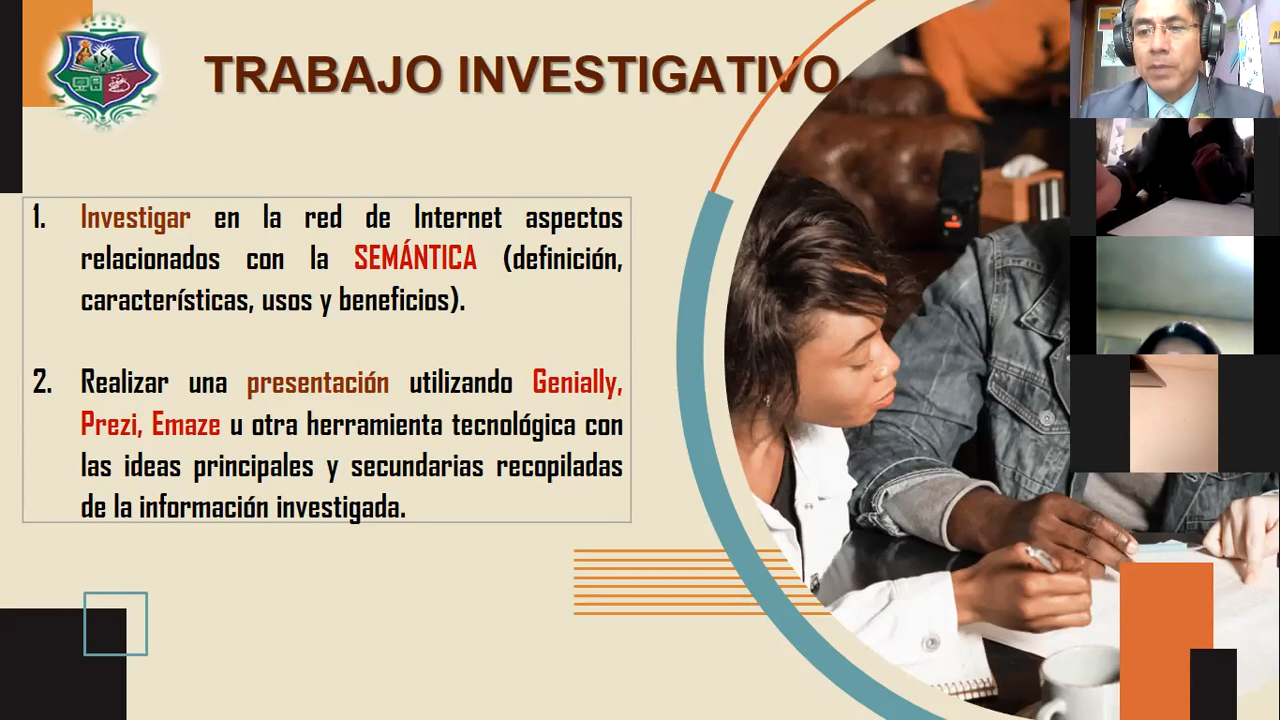 TRABAJO INVESTIGATIVO
1. Investigar en la red de Internet aspectos
relacionados con la SEMÁNTICA (definición,
características, usos y beneficios).
2. Realizar una presentación utilizando Genially,
Prezi, Emaze u otra herramienta tecnológica con
las ideas principales y secundarias recopiladas
de la información investigada.